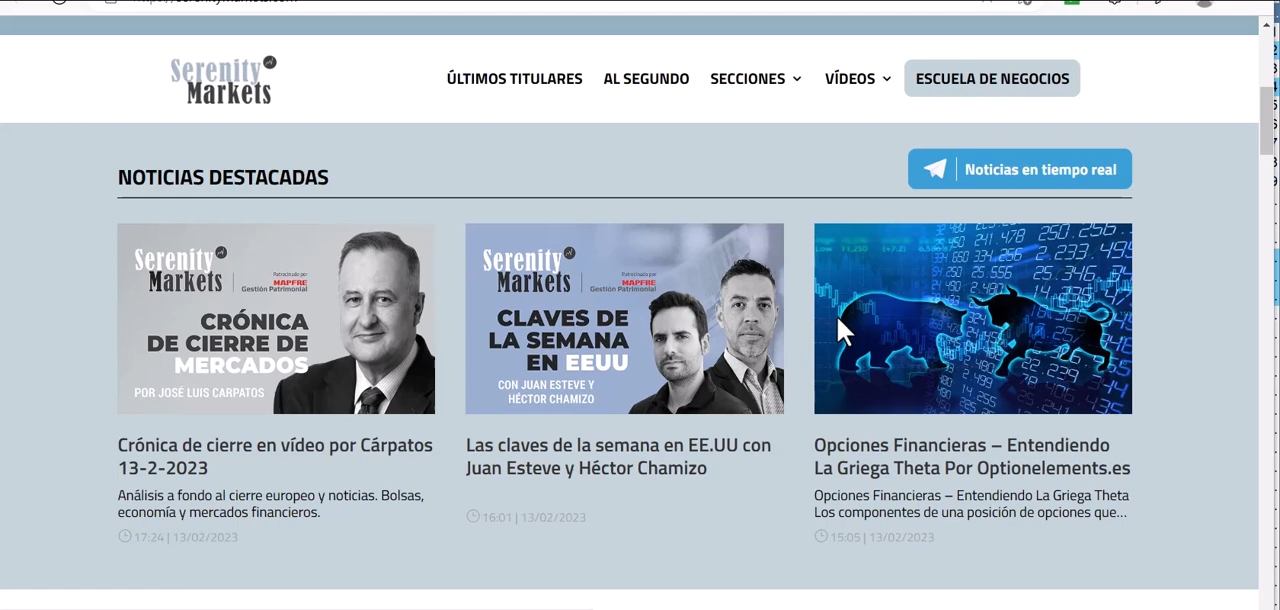 Serenity
Markets
ÚLTIMOS TITULARES
AL SEGUNDO
SECCIONES
VÍDEOS
ESCUELA DE NEGOCIOS
NOTICIAS DESTACADAS
Noticias en tiempo real
Serenity
Markets
Patrocinado por
MAPFRE
Gestión Patrimonial
CRÓNICA
DE CIERRE DE
MERCADOS
POR JOSÉ LUIS CARPATOS
Crónica de cierre en vídeo por Cárpatos
13-2-2023
Análisis a fondo al cierre europeo y noticias. Bolsas,
economía y mercados financieros.
17:24 | 13/02/2023
Serenity
Markets
Patrocinado por
MAPFRE
Gestión Patrimonial
CLAVES DE
LA SEMANA
EN EEUU
CON JUAN ESTEVE Y
HÉCTOR CHAMIZO
Las claves de la semana en EE.UU con
Juan Esteve y Héctor Chamizo
16:01 | 13/02/2023
Opciones Financieras – Entendiendo
La Griega Theta Por Optionelements.es
Opciones Financieras – Entendiendo La Griega Theta
Los componentes de una posición de opciones que...
15:05 | 13/02/2023